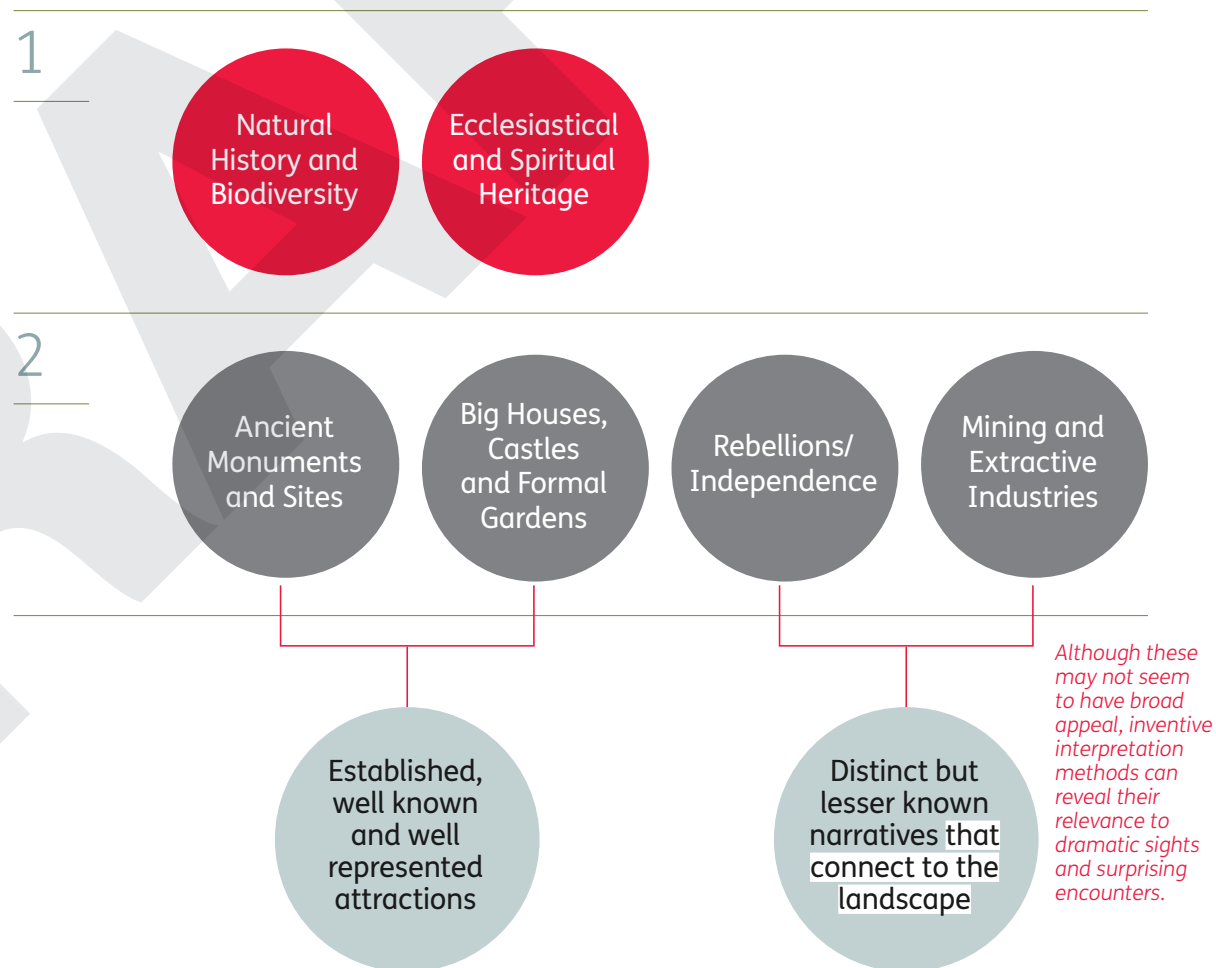 1
Natural
History and
Biodiversity
Ecclesiastical
and Spiritual
Heritage
2
Ancient
Monuments
and Sites
Big Houses,
Castles
and Formal
Gardens
Rebellions/
Independence
Mining and
Extractive
Industries
Established,
well known
and well
represented
attractions
Distinct but
lesser known
narratives that
connect to the
landscape
Although these
may not seem
to have broad
appeal, inventive
interpretation
methods can
reveal their
relevance to
dramatic sights
and surprising
encounters.